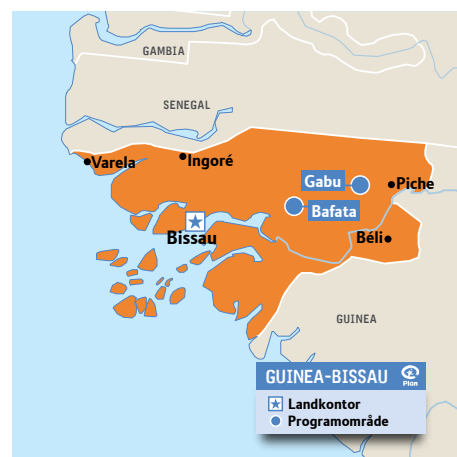 GAMBIA
SENEGAL
Varela
Ingoré
Gabu
Piche
Bafata
Bissau
Béli
GUINEA
GUINEA-BISSAU
Plan
Landkontor
Programområde